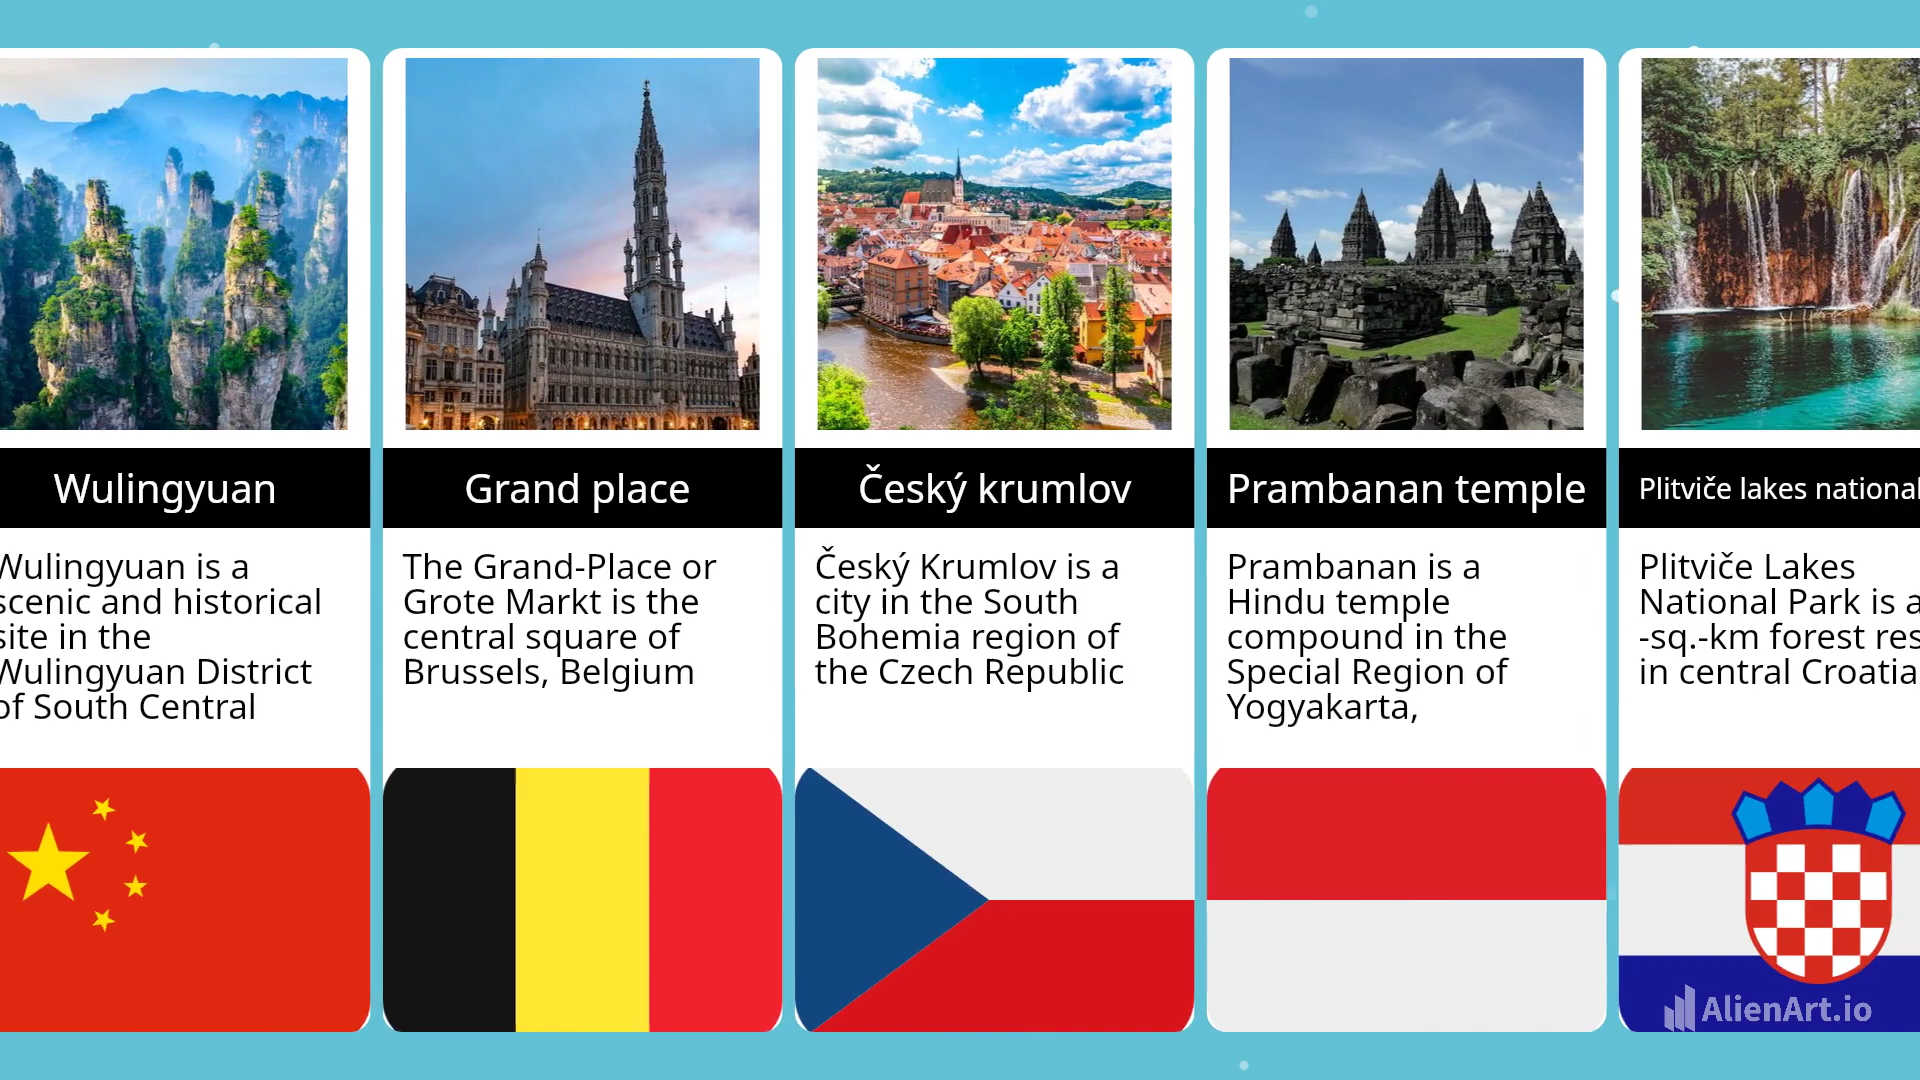 Wulingyuan
Wulingyuan is a
scenic and historical
site in the
Wulingyuan District
of South Central
Grand place
The Grand-Place or
Grote Markt is the
central square of
Brussels, Belgium
Český krumlov
Český Krumlov is a
city in the South
Bohemia region of
the Czech Republic
Prambanan temple
Prambanan is a
Hindu temple
compound in the
Special Region of
Yogyakarta,
Plitviče lakes national
Plitviče Lakes
National Park is a
-sq.-km forest res
in central Croatia
AlienArt.io